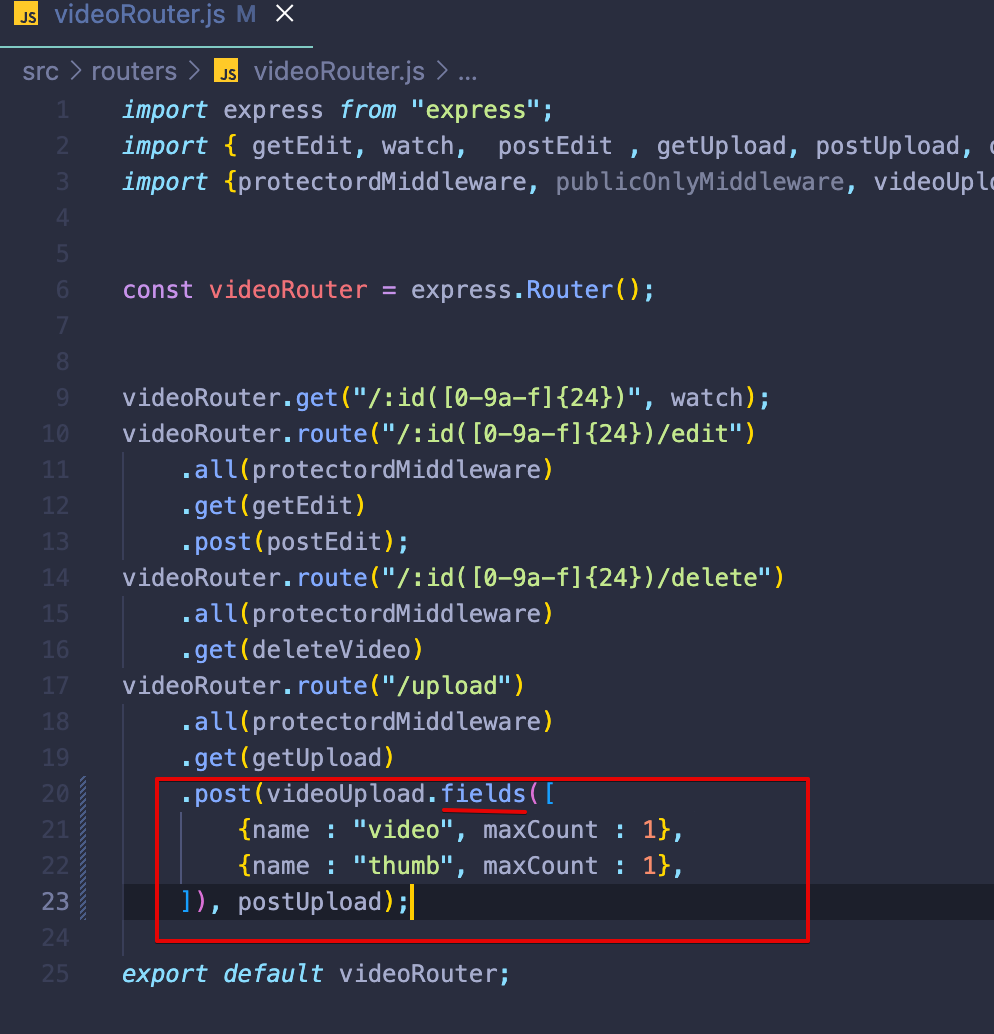 JS videoRouter.js M ×
src > routers > JS videoRouter.js > ...
1 import express from "express";
2 import { getEdit, watch,  postEdit , getUpload, postUpload,
3 import {protectordMiddleware, publicOnlyMiddleware, videoUplo
4
5
6 const videoRouter = express.Router();
7
8
9 videoRouter.get("/:id([0-9a-f]{24})", watch);
10 videoRouter.route("/:id([0-9a-f]{24})/edit")
11     .all(protectordMiddleware)
12     .get(getEdit)
13     .post(postEdit);
14 videoRouter.route("/:id([0-9a-f]{24})/delete")
15     .all(protectordMiddleware)
16     .get(deleteVideo)
17 videoRouter.route("/upload")
18     .all(protectordMiddleware)
19     .get(getUpload)
20     .post(videoUpload.fields([
21         {name : "video", maxCount : 1},
22         {name : "thumb", maxCount : 1},
23     ]), postUpload);
24
25 export default videoRouter;